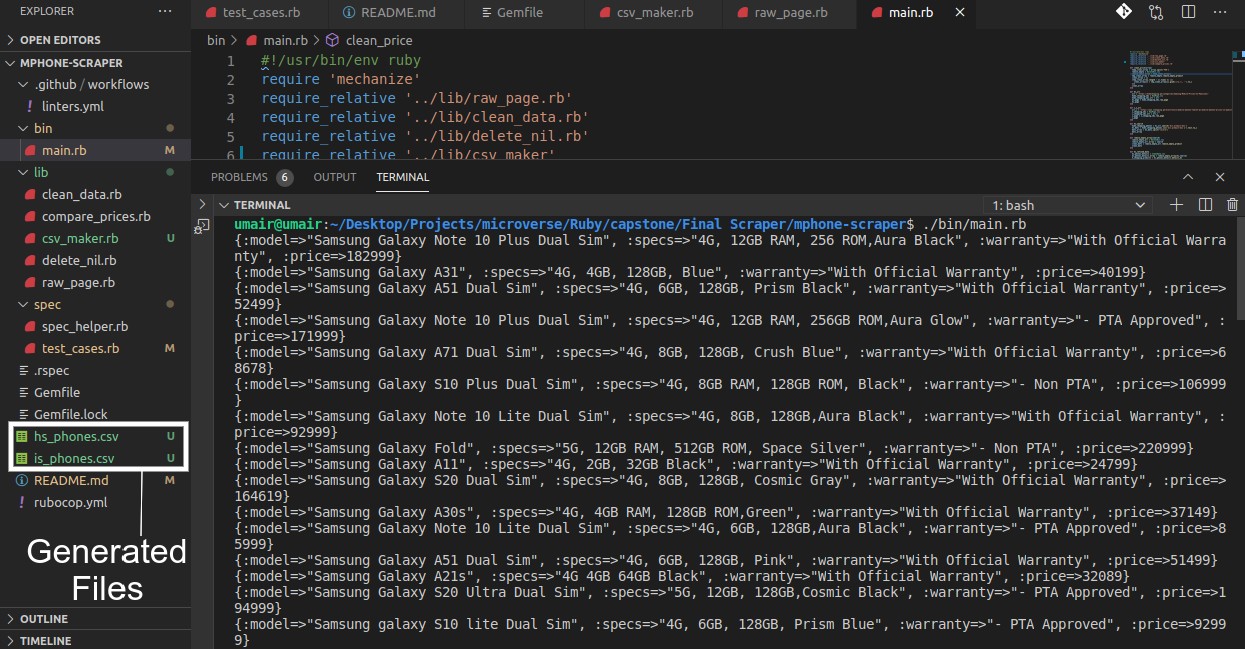 EXPLORER
OPEN EDITORS
MPHONE-SCRAPER
.github / workflows
! linters.yml
bin
main.rb M
lib
clean_data.rb
compare_prices.rb
csv_maker.rb U
delete_nil.rb
raw_page.rb
spec
spec_helper.rb
test_cases.rb M
.rspec
Gemfile
Gemfile.lock
hs_phones.csv U
is_phones.csv U
README.md M
! rubocop.yml
Generated
Files
OUTLINE
TIMELINE
test_cases.rb README.md Gemfile csv_maker.rb raw_page.rb main.rb
bin > main.rb > clean_price
1 #!/usr/bin/env ruby
2 require 'mechanize'
3 require_relative '../lib/raw_page.rb'
4 require_relative '../lib/clean_data.rb'
5 require_relative '../lib/delete_nil.rb'
6 require_relative '../lib/csv_maker'
PROBLEMS 6 OUTPUT TERMINAL
TERMINAL 1: bash
umair@umair:~/Desktop/Projects/microverse/Ruby/capstone/Final Scraper/mphone-scraper$ ./bin/main.rb
{:model=>"Samsung Galaxy Note 10 Plus Dual Sim", :specs=>"4G, 12GB RAM, 256 ROM,Aura Black", :warranty=>"With Official Warra
nty", :price=>182999}
{:model=>"Samsung Galaxy A31", :specs=>"4G, 4GB, 128GB, Blue", :warranty=>"With Official Warranty", :price=>40199}
{:model=>"Samsung Galaxy A51 Dual Sim", :specs=>"4G, 6GB, 128GB, Prism Black", :warranty=>"With Official Warranty", :price=>
52499}
{:model=>"Samsung Galaxy Note 10 Plus Dual Sim", :specs=>"4G, 12GB RAM, 256GB ROM,Aura Glow", :warranty=>"- PTA Approved", :
price=>171999}
{:model=>"Samsung Galaxy A71 Dual Sim", :specs=>"4G, 8GB, 128GB, Crush Blue", :warranty=>"With Official Warranty", :price=>6
8678}
{:model=>"Samsung Galaxy S10 Plus Dual Sim", :specs=>"4G, 8GB RAM, 128GB ROM, Black", :warranty=>"- Non PTA", :price=>106999
}
{:model=>"Samsung Galaxy Note 10 Lite Dual Sim", :specs=>"4G, 8GB, 128GB,Aura Black", :warranty=>"With Official Warranty", :
price=>92999}
{:model=>"Samsung Galaxy Fold", :specs=>"5G, 12GB RAM, 512GB ROM, Space Silver", :warranty=>"- Non PTA", :price=>220999}
{:model=>"Samsung Galaxy A11", :specs=>"4G, 2GB, 32GB Black", :warranty=>"With Official Warranty", :price=>24799}
{:model=>"Samsung Galaxy S20 Dual Sim", :specs=>"4G, 8GB, 128GB, Cosmic Gray", :warranty=>"With Official Warranty", :price=>
164619}
{:model=>"Samsung Galaxy A30s", :specs=>"4G, 4GB RAM, 128GB ROM,Green", :warranty=>"With Official Warranty", :price=>37149}
{:model=>"Samsung Galaxy Note 10 Lite Dual Sim", :specs=>"4G, 6GB, 128GB,Aura Black", :warranty=>"- PTA Approved", :price=>8
5999}
{:model=>"Samsung Galaxy A51 Dual Sim", :specs=>"4G, 6GB, 128GB, Pink", :warranty=>"With Official Warranty", :price=>51499}
{:model=>"Samsung Galaxy A21s", :specs=>"4G 4GB 64GB Black", :warranty=>"With Official Warranty", :price=>32089}
{:model=>"Samsung Galaxy S20 Ultra Dual Sim", :specs=>"5G, 12GB, 128GB,Cosmic Black", :warranty=>"- PTA Approved", :price=>1
94999}
{:model=>"Samsung galaxy S10 lite Dual Sim", :specs=>"4G, 6GB, 128GB, Prism Blue", :warranty=>"- PTA Approved", :price=>9299
9}